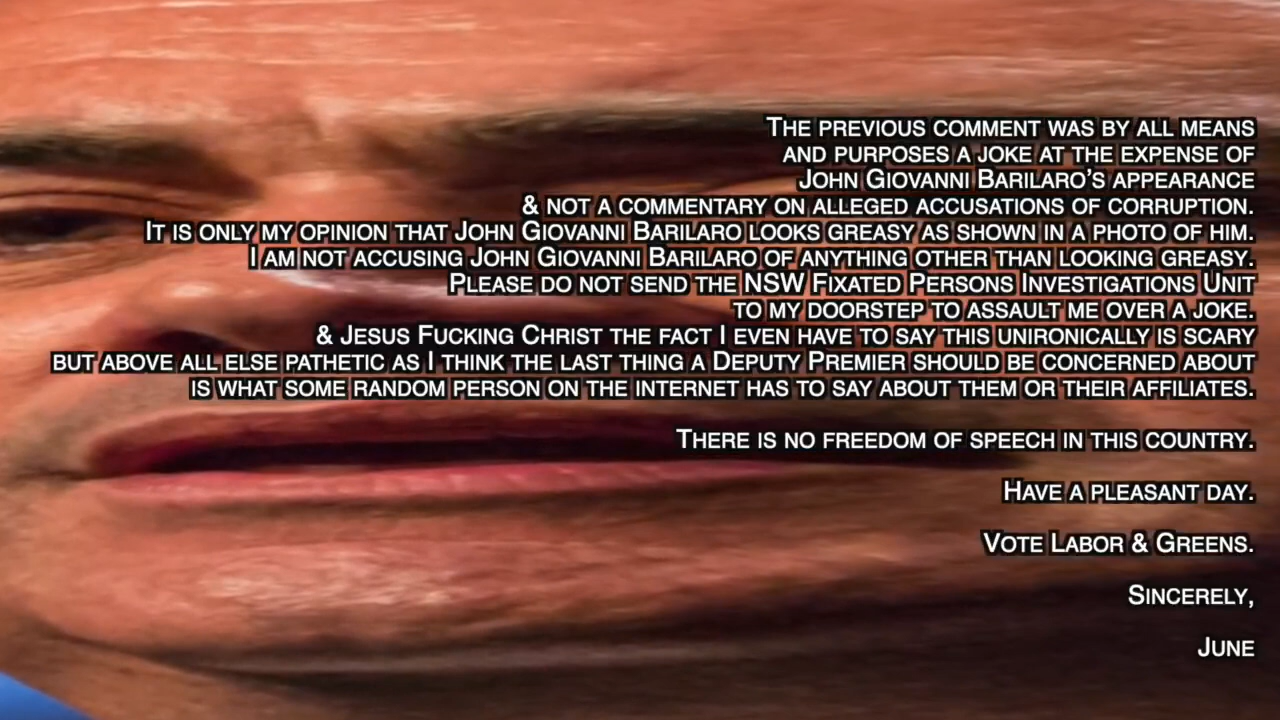 The previous comment was by all means
and purposes a joke at the expense of
John Giovanni Barilaro’s appearance
& not a commentary on alleged accusations of corruption.
It is only my opinion that John Giovanni Barilaro looks greasy as shown in a photo of him.
I am not accusing John Giovanni Barilaro of anything other than looking greasy.
Please do not send the NSW Fixated Persons Investigations Unit
to my doorstep to assault me over a joke.
& Jesus Fucking Christ the fact I even have to say this unironically is scary
but above all else pathetic as I think the last thing a Deputy Premier should be concerned about
is what some random person on the internet has to say about them or their affiliates.
There is no freedom of speech in this country.
Have a pleasant day.
Vote Labor & Greens.
Sincerely,
June